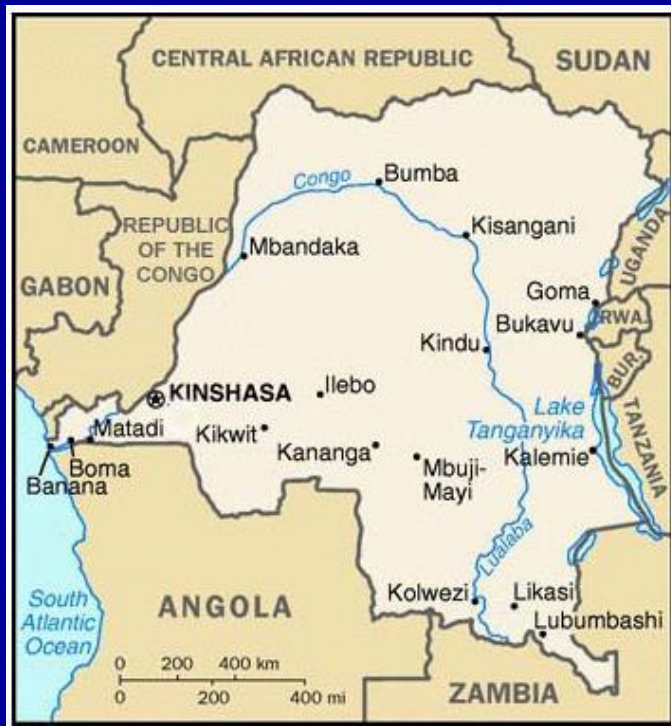 CENTRAL AFRICAN REPUBLIC
SUDAN
CAMEROON
Congo
Bumba
REPUBLIC
OF THE
CONGO
Mbandaka
Kisangani
UGANDA
GABON
Goma
RWA.
Bukavu
Kindu
BUR.
KINSHASA
Ilebo
Lake
Tanganyika
TANZANIA
Matadi
Kikwit
Kananga
Kalemie
Boma
Banana
Mbuji-
Mayi
Lualaba
South
Atlantic
Ocean
ANGOLA
Kolwezi
Likasi
Lubumbashi
0 200 400 km
0 200 400 mi
ZAMBIA